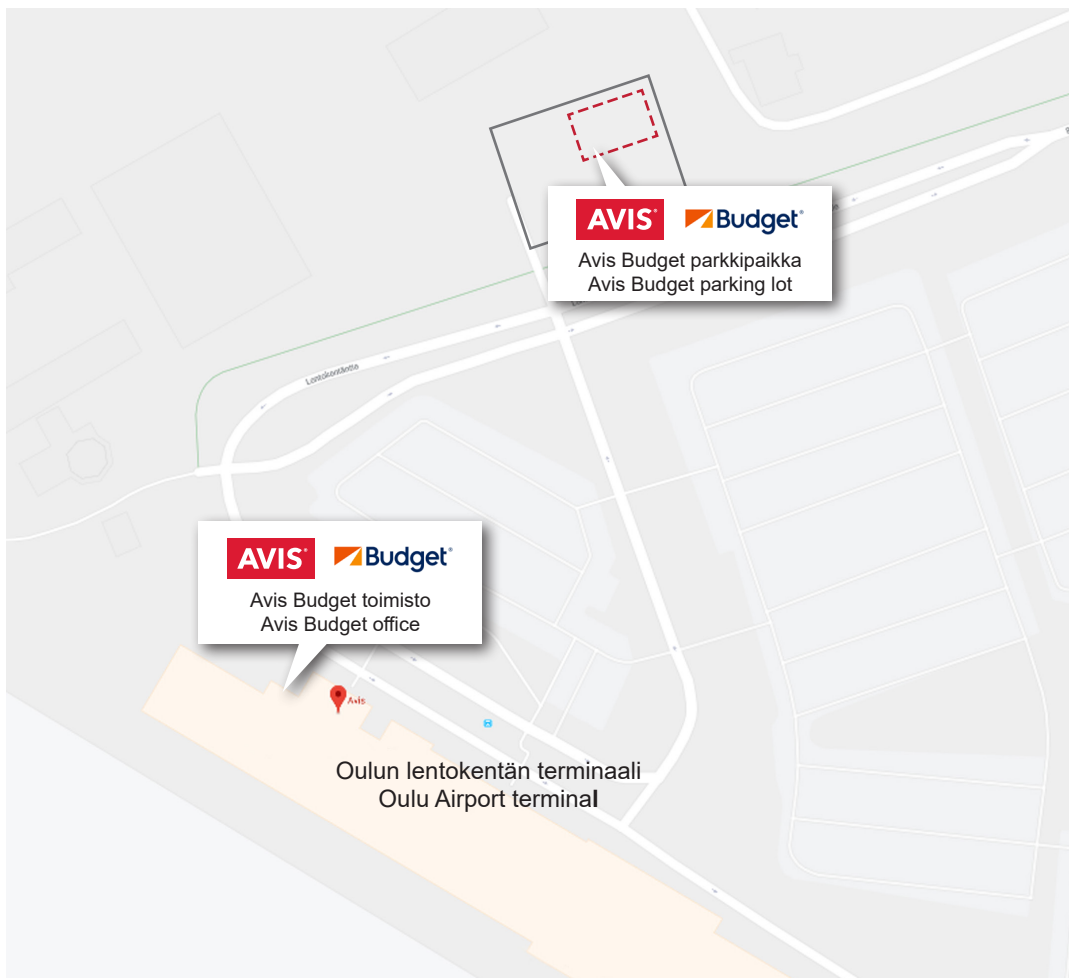 AVIS Budget
Avis Budget parkkipaikka
Avis Budget parking lot
Lentokentäntie
AVIS Budget
Avis Budget toimisto
Avis Budget office
Avis
Oulun lentokentän terminaali
Oulu Airport terminal